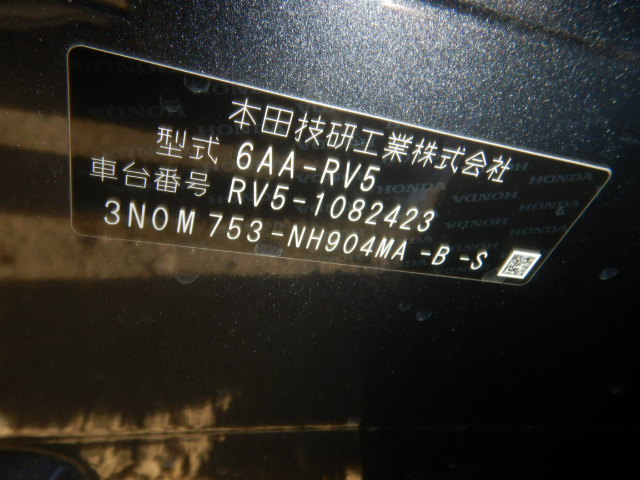 本田技研工業株式会社
型式 6AA-RV5
車台番号 RV5-1082423
3N0M 753-NH904MA -B -S